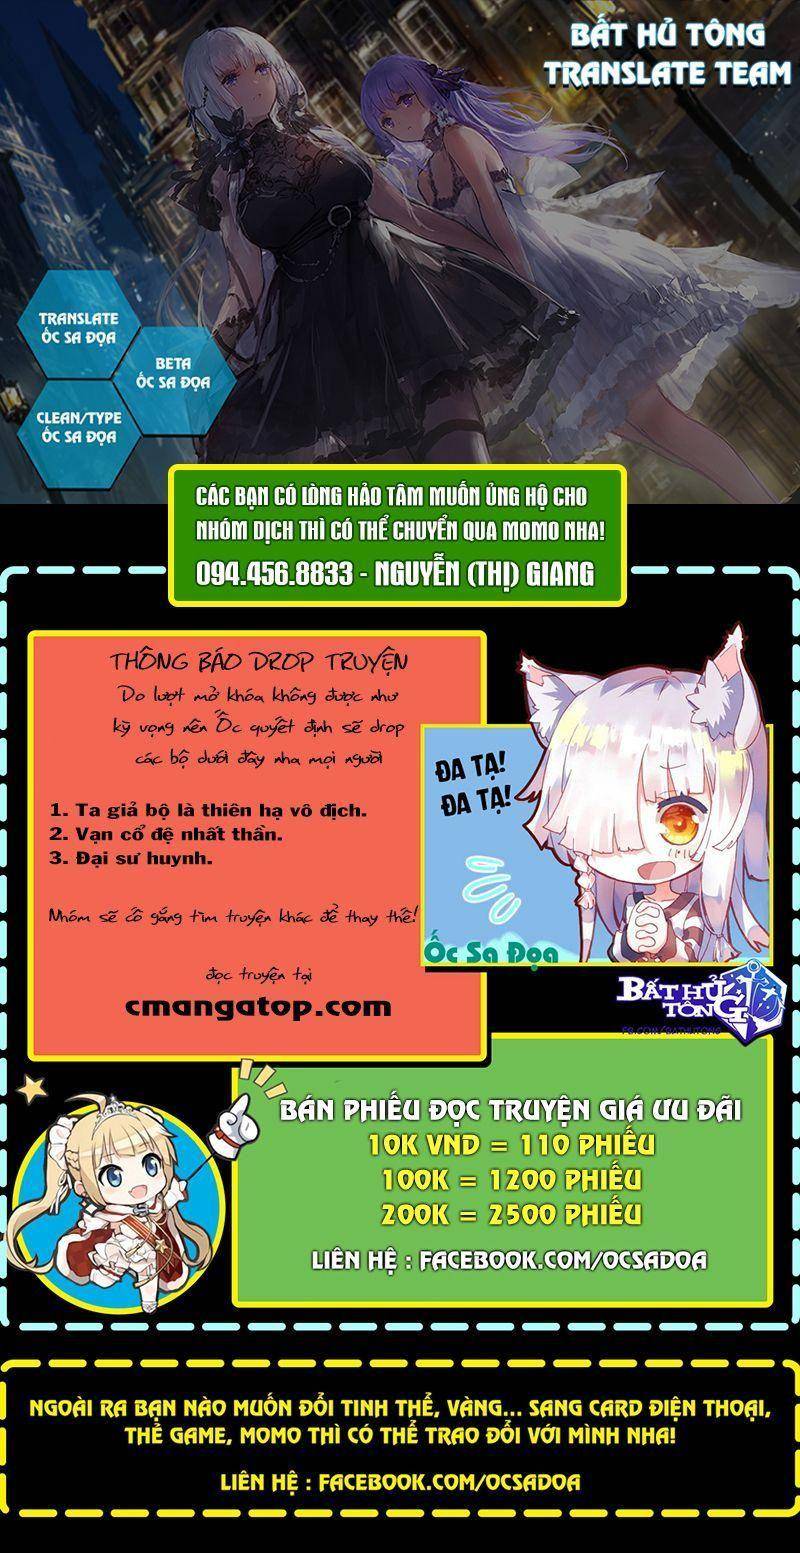 BẤT HỦ TÔNG
TRANSLATE TEAM
TRANSLATE
ỐC SA ĐỌA
BETA
ỐC SA ĐỌA
CLEAN/TYPE
ỐC SA ĐỌA
CÁC BẠN CÓ LÒNG HẢO TÂM MUỐN ỦNG HỘ CHO
NHÓM DỊCH THÌ CÓ THỂ CHUYỂN QUA MOMO NHA!
094.456.8833 - NGUYỄN (THỊ) GIANG
THÔNG BÁO DROP TRUYỆN
Do lượt mở khóa không được như
kỳ vọng nên Ốc quyết định sẽ drop
các bộ dưới đây nha mọi người
1. Ta giả bộ là thiên hạ vô địch.
2. Vạn cổ đệ nhất thần.
3. Đại sư huynh.
Nhóm sẽ cố gắng tìm truyện khác để thay thế!
đọc truyện tại
cmangatop.com
ĐA TẠ!
ĐA TẠ!
Ốc Sa Đọa
BẤT HỦ
TÔNG
FB.COM/BATHUTONG
BÁN PHIẾU ĐỌC TRUYỆN GIÁ ƯU ĐÃI
10K VND = 110 PHIẾU
100K = 1200 PHIẾU
200K = 2500 PHIẾU
LIÊN HỆ : FACEBOOK.COM/OCSADOA
NGOÀI RA BẠN NÀO MUỐN ĐỔI TINH THỂ, VÀNG... SANG CARD ĐIỆN THOẠI,
THẺ GAME, MOMO THÌ CÓ THỂ TRAO ĐỔI VỚI MÌNH NHA!
LIÊN HỆ : FACEBOOK.COM/OCSADOA